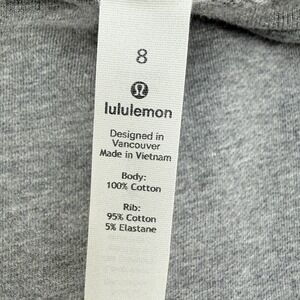 8
lululemon
Designed in
Vancouver
Made in Vietnam
Body:
100% Cotton
Rib:
95% Cotton
5% Elastane